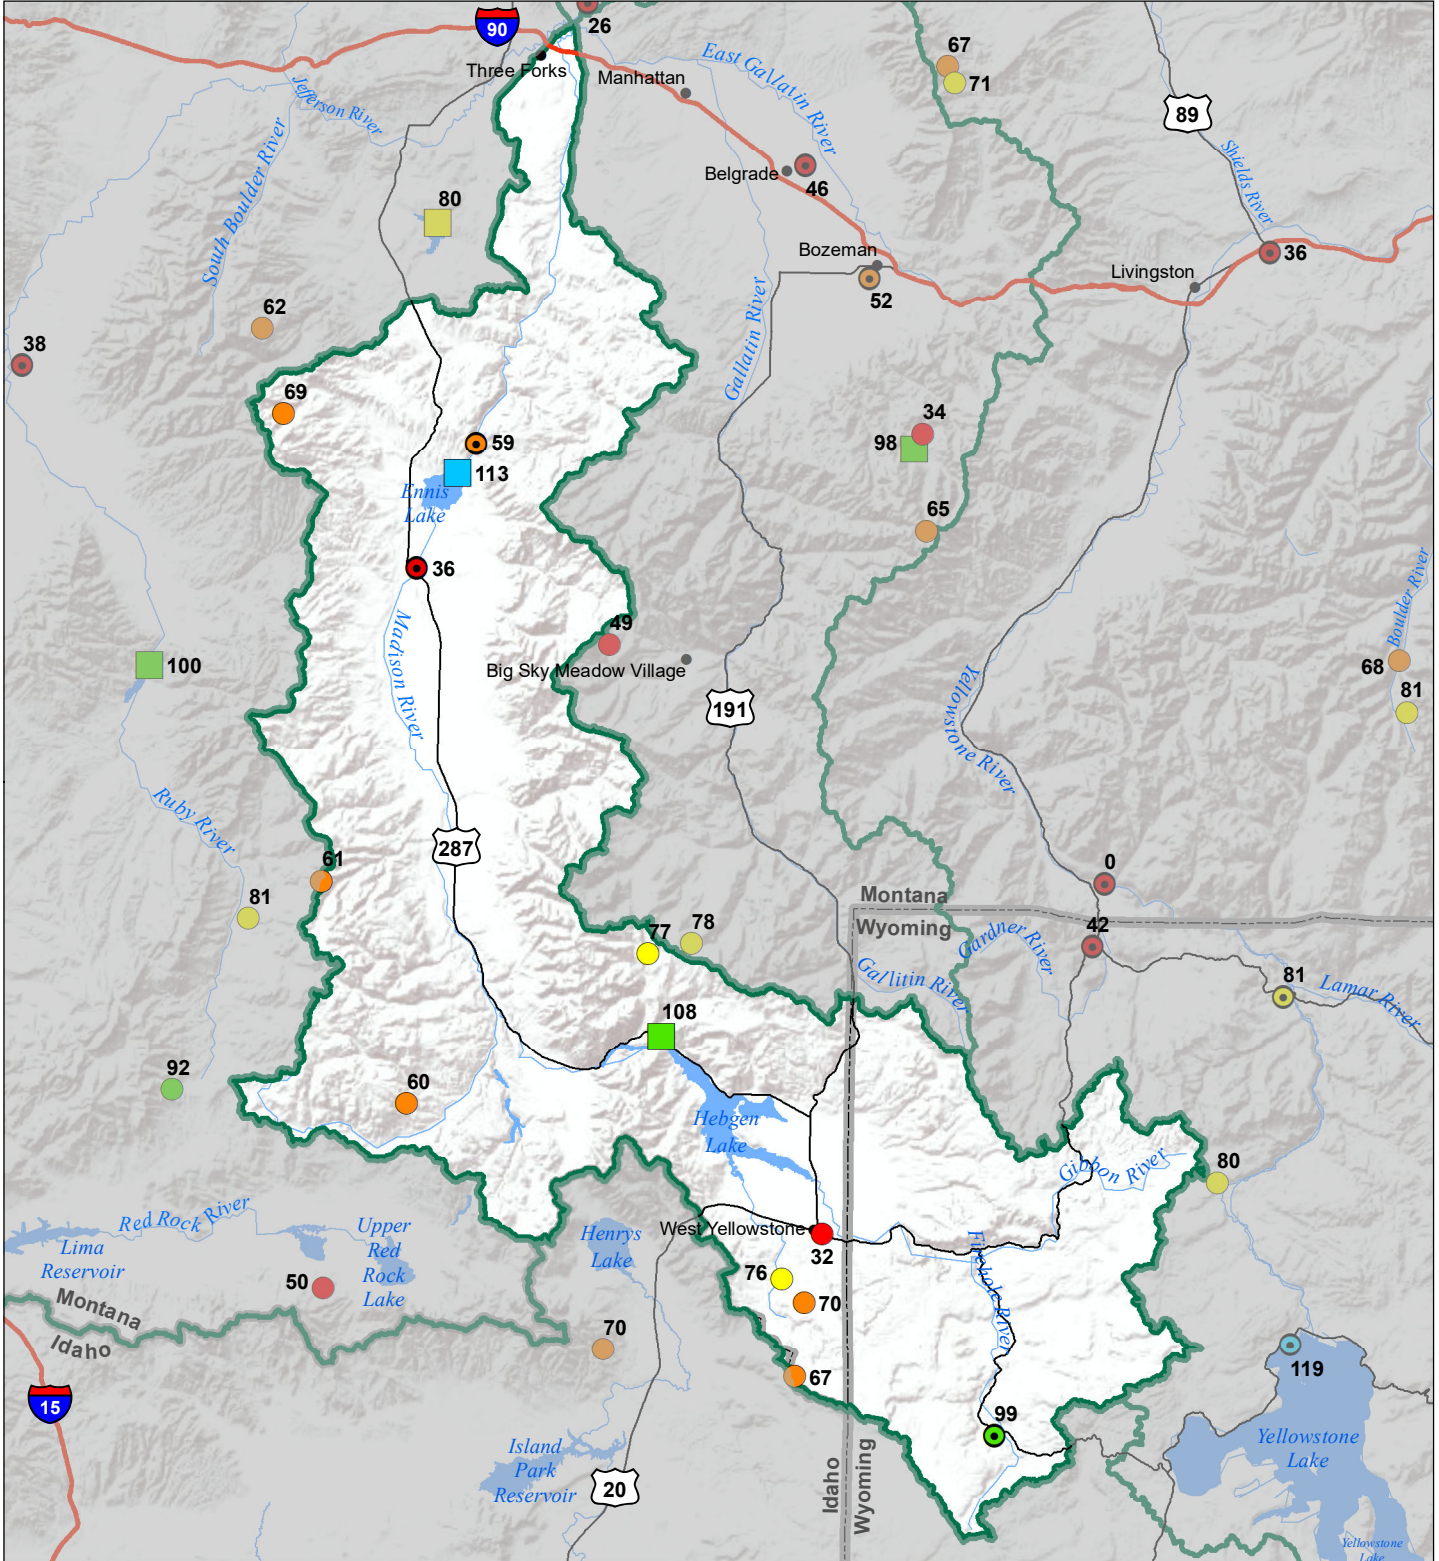 26
90
Three Forks
Manhattan
East Gallatin River
67
71
89
Jefferson River
South Boulder River
Belgrade
46
Shields River
80
Bozeman
52
Livingston
36
62
38
Gallatin River
69
59
113
Ennis
Lake
34
98
65
36
Madison River
49
Big Sky Meadow Village
100
191
Boulder River
68
81
Yellowstone River
Ruby River
287
61
81
0
Montana
Wyoming
42
77
78
Gardner River
Gallitin River
81
Lamar River
108
92
60
Hebgen
Lake
Gibbon River
80
Red Rock River
Lima
Reservoir
Upper
Red
Rock
Lake
Henrys
Lake
West Yellowstone
32
Firehole River
76
70
50
Montana
Idaho
70
67
119
15
99
Island
Park
Reservoir
20
Idaho
Wyoming
Yellowstone
Lake
Yellowstone
Lake